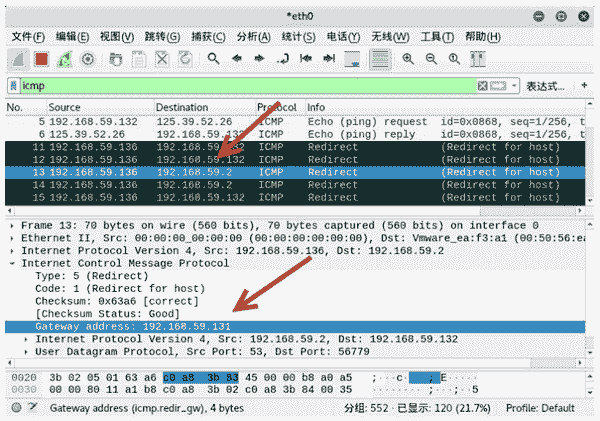 *eth0
文件(F) 编辑(E) 视图(V) 跳转(G) 捕获(C) 分析(A) 统计(S) 电话(Y) 无线(W) 工具(T) 帮助(H)
icmp 表达式… +
No. Source Destination Protocol Info
5 192.168.59.132 125.39.52.26 ICMP Echo (ping) request id=0x0868, seq=1/256, t
6 125.39.52.26 192.168.59.132 ICMP Echo (ping) reply id=0x0868, seq=1/256, t
11 192.168.59.136 ICMP Redirect (Redirect for host)
12 192.168.59.136 192.168.59.132 ICMP Redirect (Redirect for host)
13 192.168.59.136 192.168.59.2 ICMP Redirect (Redirect for host)
14 192.168.59.136 192.168.59.2 ICMP Redirect (Redirect for host)
15 192.168.59.136 192.168.59.132 ICMP Redirect (Redirect for host)
Frame 13: 70 bytes on wire (560 bits), 70 bytes captured (560 bits) on interface 0
Ethernet II, Src: 00:00:00_00:00:00 (00:00:00:00:00:00), Dst: Vmware_ea:f3:a1 (00:50:56:ea
Internet Protocol Version 4, Src: 192.168.59.136, Dst: 192.168.59.2
Internet Control Message Protocol
Type: 5 (Redirect)
Code: 1 (Redirect for host)
Checksum: 0x63a6 [correct]
[Checksum Status: Good]
Gateway address: 192.168.59.131
Internet Protocol Version 4, Src: 192.168.59.2, Dst: 192.168.59.132
User Datagram Protocol, Src Port: 53, Dst Port: 56779
0020 3b 02 05 01 63 a6 c0 a8 3b 83 45 00 00 b8 a0 a5 ;···c··· ;·E·····
0030 00 00 80 11 a1 b8 c0 a8 3b 02 c0 a8 3b 84 00 35 ········ ;···;··5
Gateway address (icmp.redir_gw), 4 bytes 分组: 552 · 已显示: 120 (21.7%) Profile: Default